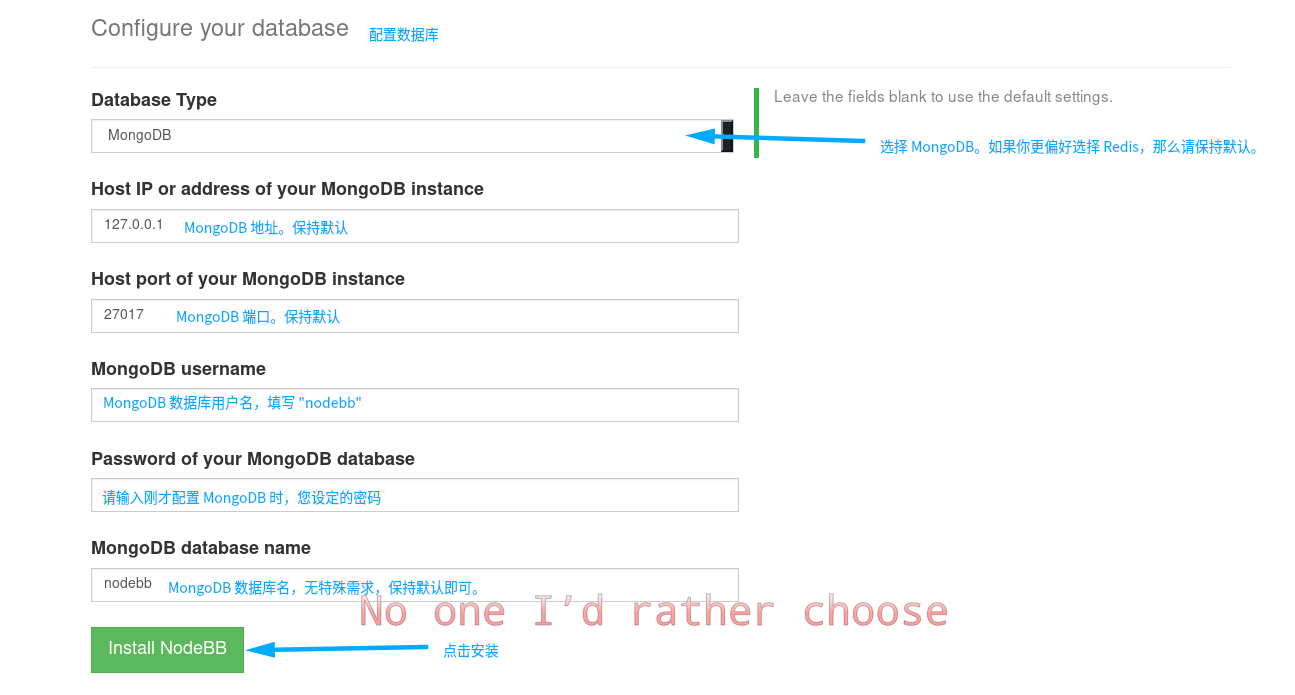 Configure your database 配置数据库
Database Type
MongoDB
Leave the fields blank to use the default settings.
选择 MongoDB。如果你更偏好选择 Redis，那么请保持默认。
Host IP or address of your MongoDB instance
127.0.0.1 MongoDB 地址。保持默认
Host port of your MongoDB instance
27017 MongoDB 端口。保持默认
MongoDB username
MongoDB 数据库用户名，填写 "nodebb"
Password of your MongoDB database
请输入刚才配置 MongoDB 时，您设定的密码
MongoDB database name
nodebb MongoDB 数据库名，无特殊需求，保持默认即可。
No one I’d rather choose
Install NodeBB 点击安装